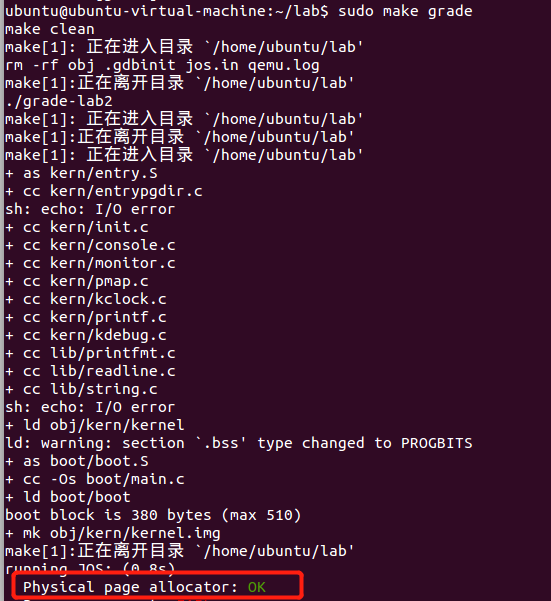 ubuntu@ubuntu-virtual-machine:~/lab$ sudo make grade
make clean
make[1]: 正在进入目录 `/home/ubuntu/lab'
rm -rf obj .gdbinit jos.in qemu.log
make[1]:正在离开目录 `/home/ubuntu/lab'
./grade-lab2
make[1]: 正在进入目录 `/home/ubuntu/lab'
make[1]:正在离开目录 `/home/ubuntu/lab'
make[1]: 正在进入目录 `/home/ubuntu/lab'
+ as kern/entry.S
+ cc kern/entrypgdir.c
sh: echo: I/O error
+ cc kern/init.c
+ cc kern/console.c
+ cc kern/monitor.c
+ cc kern/pmap.c
+ cc kern/kclock.c
+ cc kern/printf.c
+ cc kern/kdebug.c
+ cc lib/printfmt.c
+ cc lib/readline.c
+ cc lib/string.c
sh: echo: I/O error
+ ld obj/kern/kernel
ld: warning: section `.bss' type changed to PROGBITS
+ as boot/boot.S
+ cc -Os boot/main.c
+ ld boot/boot
boot block is 380 bytes (max 510)
+ mk obj/kern/kernel.img
make[1]:正在离开目录 `/home/ubuntu/lab'
running JOS: (0.8s)
Physical page allocator: OK